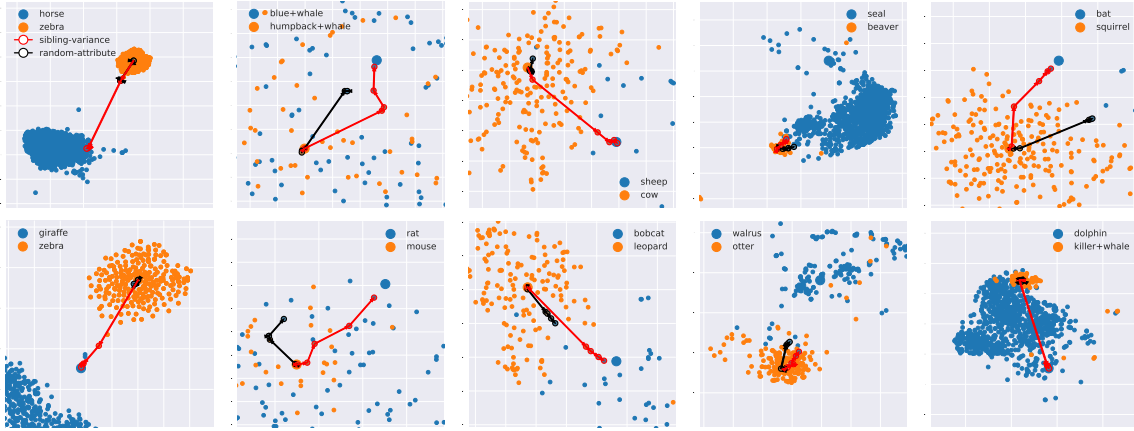 horse
zebra
sibling-variance
random-attribute
blue+whale
humpback+whale
sheep
cow
seal
beaver
bat
squirrel
giraffe
zebra
rat
mouse
bobcat
leopard
walrus
otter
dolphin
killer+whale